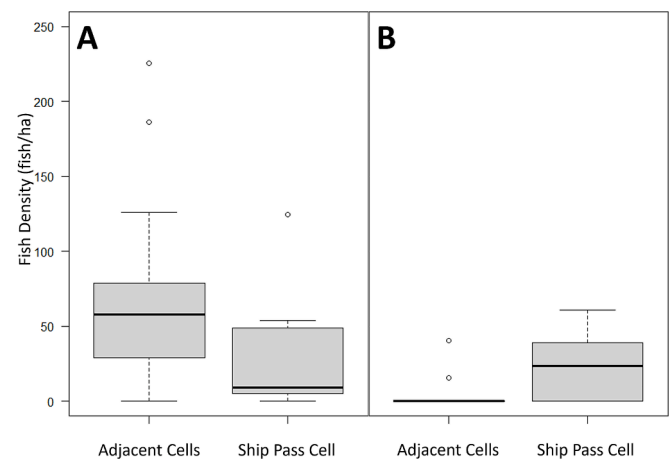 A
B
Fish Density (fish/ha)
250
200
150
100
50
0
Adjacent Cells
Ship Pass Cell
Adjacent Cells
Ship Pass Cell